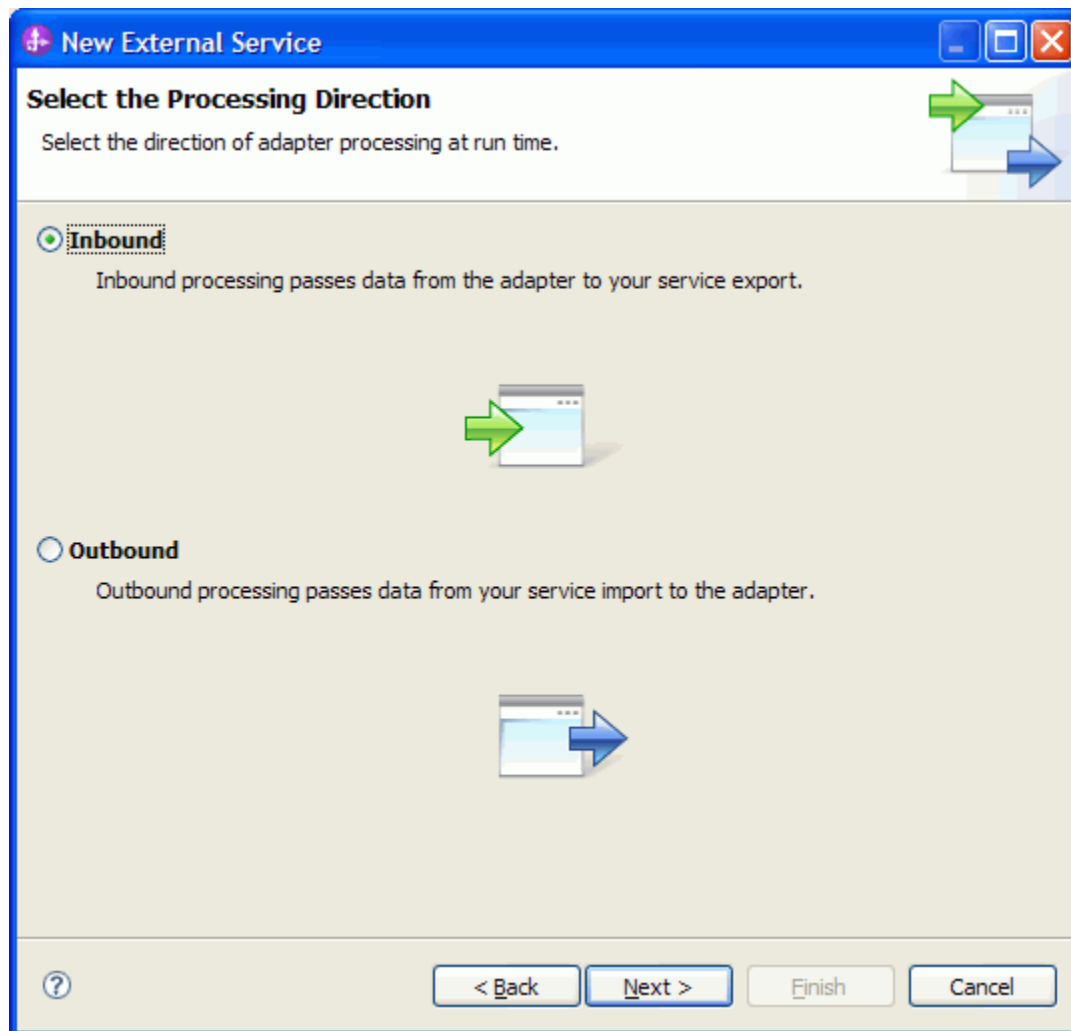 New External Service
Select the Processing Direction
Select the direction of adapter processing at run time.
Inbound
Inbound processing passes data from the adapter to your service export.
Outbound
Outbound processing passes data from your service import to the adapter.
? < Back Next > Finish Cancel